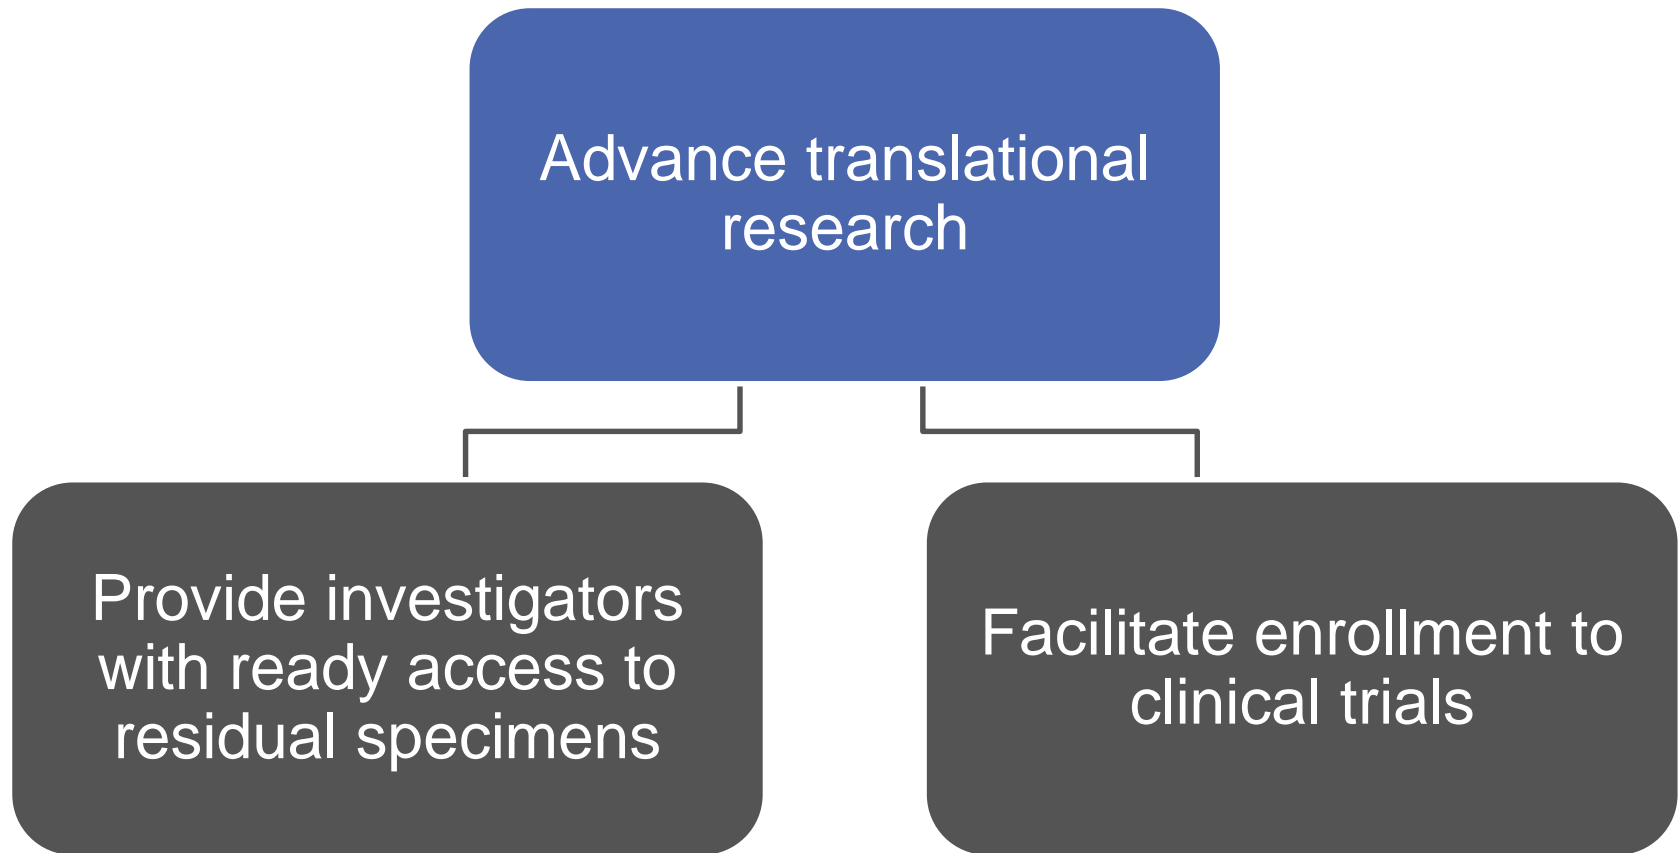 Advance translational
research
Provide investigators
with ready access to
residual specimens
Facilitate enrollment to
clinical trials